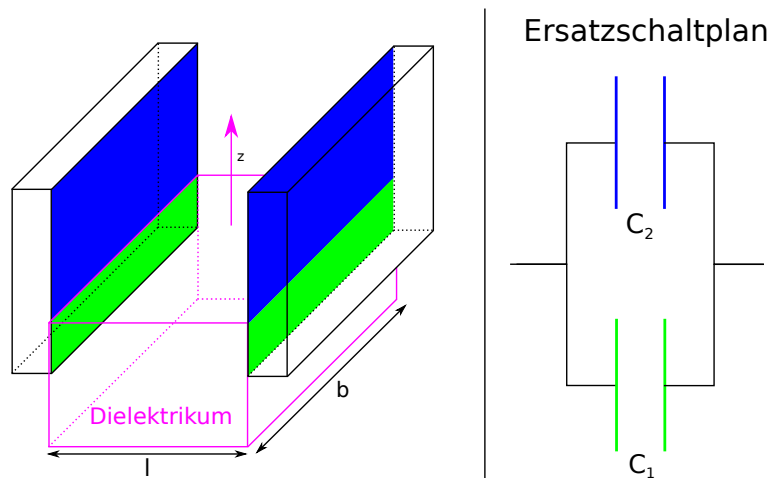 Ersatzschaltplan
z
C₂
b
Dielektrikum
l
C₁